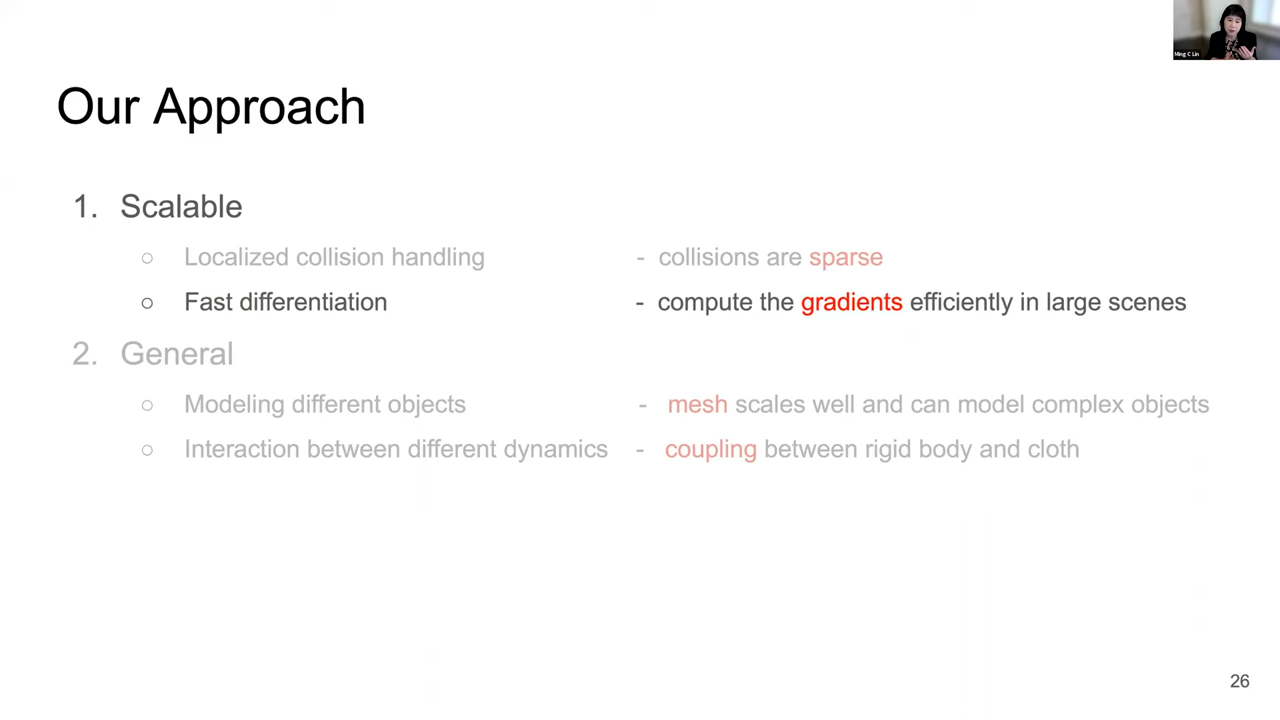 Ming C Lin
Our Approach
1. Scalable
○ Localized collision handling - collisions are sparse
○ Fast differentiation - compute the gradients efficiently in large scenes
2. General
○ Modeling different objects - mesh scales well and can model complex objects
○ Interaction between different dynamics - coupling between rigid body and cloth
26